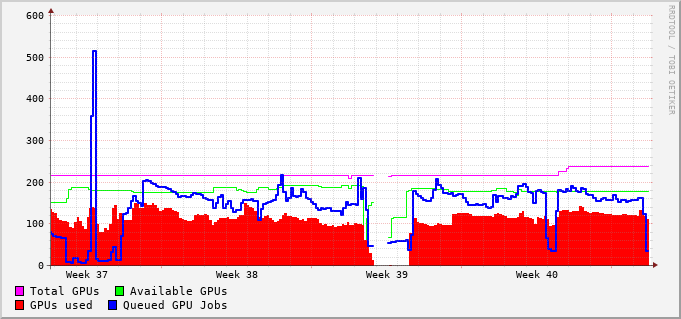 600
500
400
300
200
100
0
Week 37 Week 38 Week 39 Week 40
Total GPUs Available GPUs
GPUs used Queued GPU Jobs
RRDTOOL / TOBI OETIKER